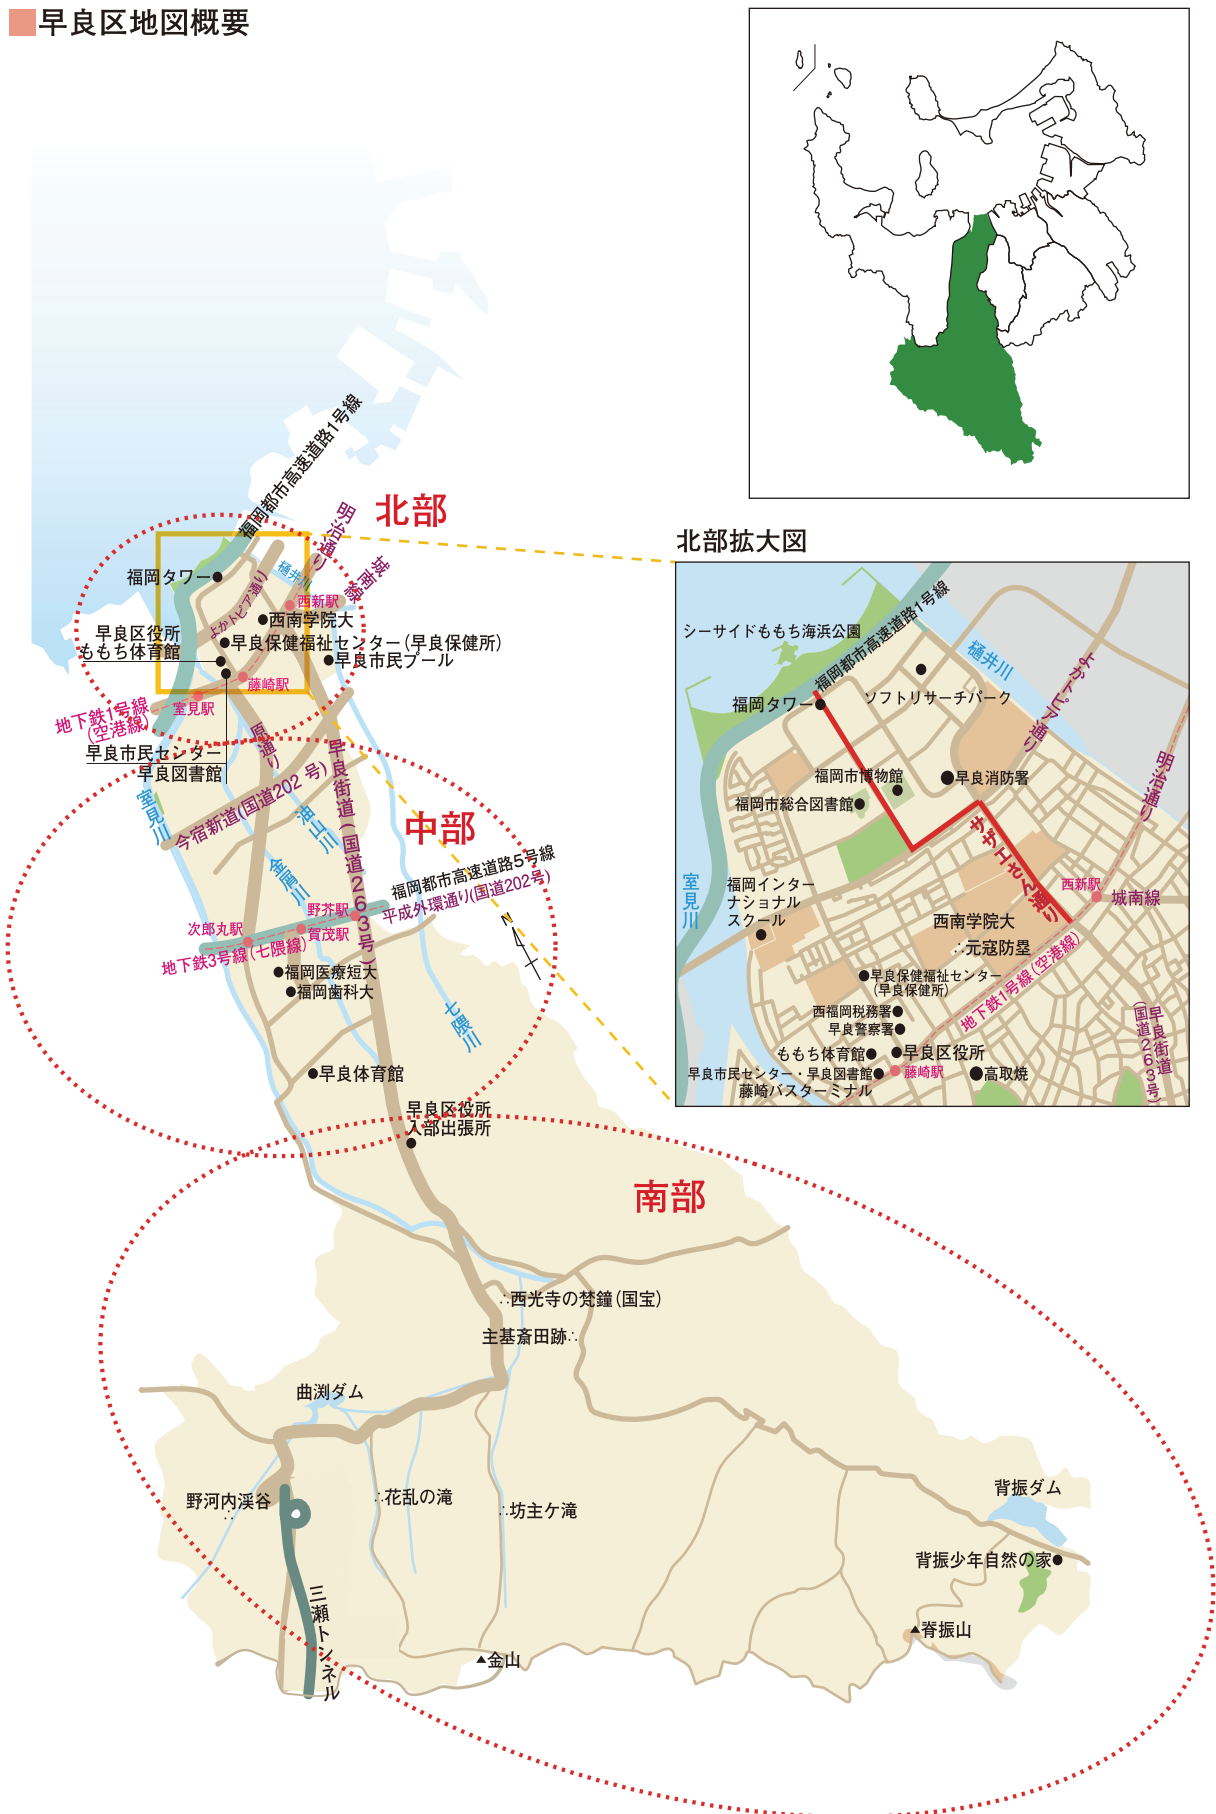 早良区地図概要
福岡都市高速道路1号線
北部
明治通り
城南線
樋井川
よかトピア通り
福岡タワー
西新駅
西南学院大
早良区役所
ももち体育館
早良保健福祉センター(早良保健所)
早良市民プール
藤崎駅
室見駅
地下鉄1号線
(空港線)
早良市民センター
早良図書館
原通り
早良街道(国道263号)
室見川
今宿新道(国道202号)
油山川
金屑川
中部
福岡都市高速道路5号線
平成外環通り(国道202号)
野芥駅
次郎丸駅
賀茂駅
地下鉄3号線(七隈線)
N
福岡医療短大
福岡歯科大
七隈川
早良体育館
早良区役所
入部出張所
南部
西光寺の梵鐘(国宝)
主基斎田跡
曲渕ダム
野河内渓谷
花乱の滝
坊主ケ滝
三瀬トンネル
金山
背振ダム
背振少年自然の家
脊振山
北部拡大図
シーサイドももち海浜公園
福岡都市高速道路1号線
樋井川
よかトピア通り
ソフトリサーチパーク
福岡タワー
明治通り
福岡市博物館
早良消防署
福岡市総合図書館
サザエさん通り
室見川
福岡インター
ナショナル
スクール
西新駅
城南線
西南学院大
元寇防塁
早良保健福祉センター
(早良保健所)
地下鉄1号線(空港線)
西福岡税務署
早良警察署
早良街道
(国道263号)
ももち体育館
早良区役所
早良市民センター・早良図書館
藤崎駅
高取焼
藤崎バスターミナル